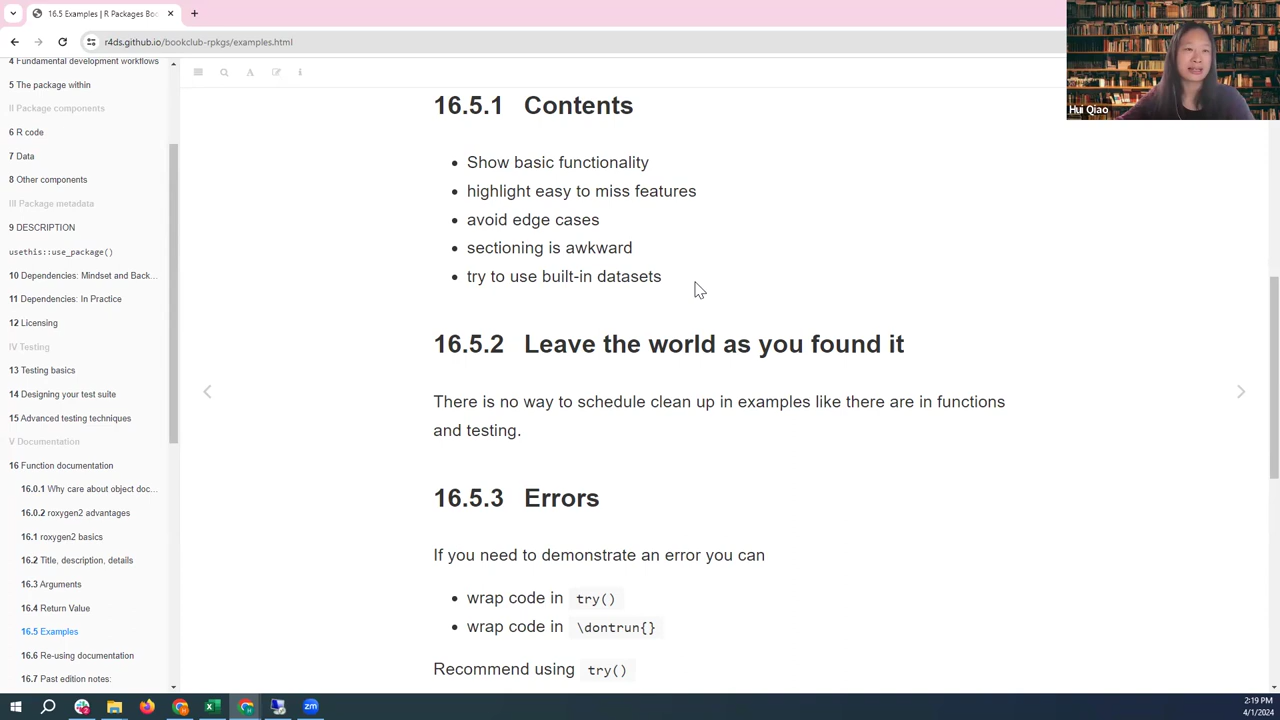 16.5 Examples | R Packages Boo
r4ds.github.io/bookclub-rpkgs/examples.html
Hui Qiao
4 Fundamental development workflows
5 The package within
II Package components
6 R code
7 Data
8 Other components
III Package metadata
9 DESCRIPTION
usethis::use_package()
10 Dependencies: Mindset and Back...
11 Dependencies: In Practice
12 Licensing
IV Testing
13 Testing basics
14 Designing your test suite
15 Advanced testing techniques
V Documentation
16 Function documentation
16.0.1 Why care about object doc...
16.0.2 roxygen2 advantages
16.1 roxygen2 basics
16.2 Title, description, details
16.3 Arguments
16.4 Return Value
16.5 Examples
16.6 Re-using documentation
16.7 Past edition notes:
16.5.1 Contents
• Show basic functionality
• highlight easy to miss features
• avoid edge cases
• sectioning is awkward
• try to use built-in datasets
16.5.2 Leave the world as you found it
There is no way to schedule clean up in examples like there are in functions
and testing.
16.5.3 Errors
If you need to demonstrate an error you can
• wrap code in try()
• wrap code in \dontrun{}
Recommend using try()
2:19 PM
4/1/2024